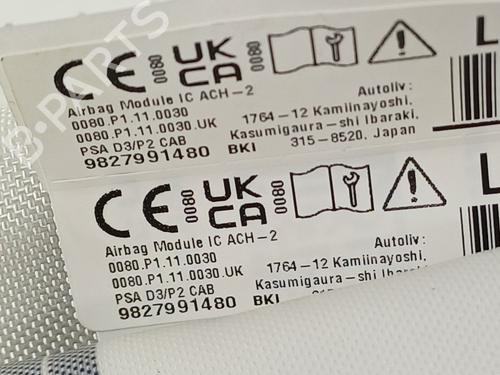 CE 0080 UK CA 0080 L
Airbag Module IC ACH-2
0080.P1.11.0030 Autoliv:
0080.P1.11.0030.UK 1764-12 Kamiinayoshi,
PSA D3/P2 CAB Kasumigaura-shi Ibaraki,
9827991480 BKI 315-8520, Japan
CE 0080 UK CA 0080 L
Airbag Module IC ACH-2
0080.P1.11.0030 Autoliv:
0080.P1.11.0030.UK 1764-12 Kamiinayoshi,
PSA D3/P2 CAB Kasumigaura-shi Ibaraki,
9827991480 BKI
B-PARTS